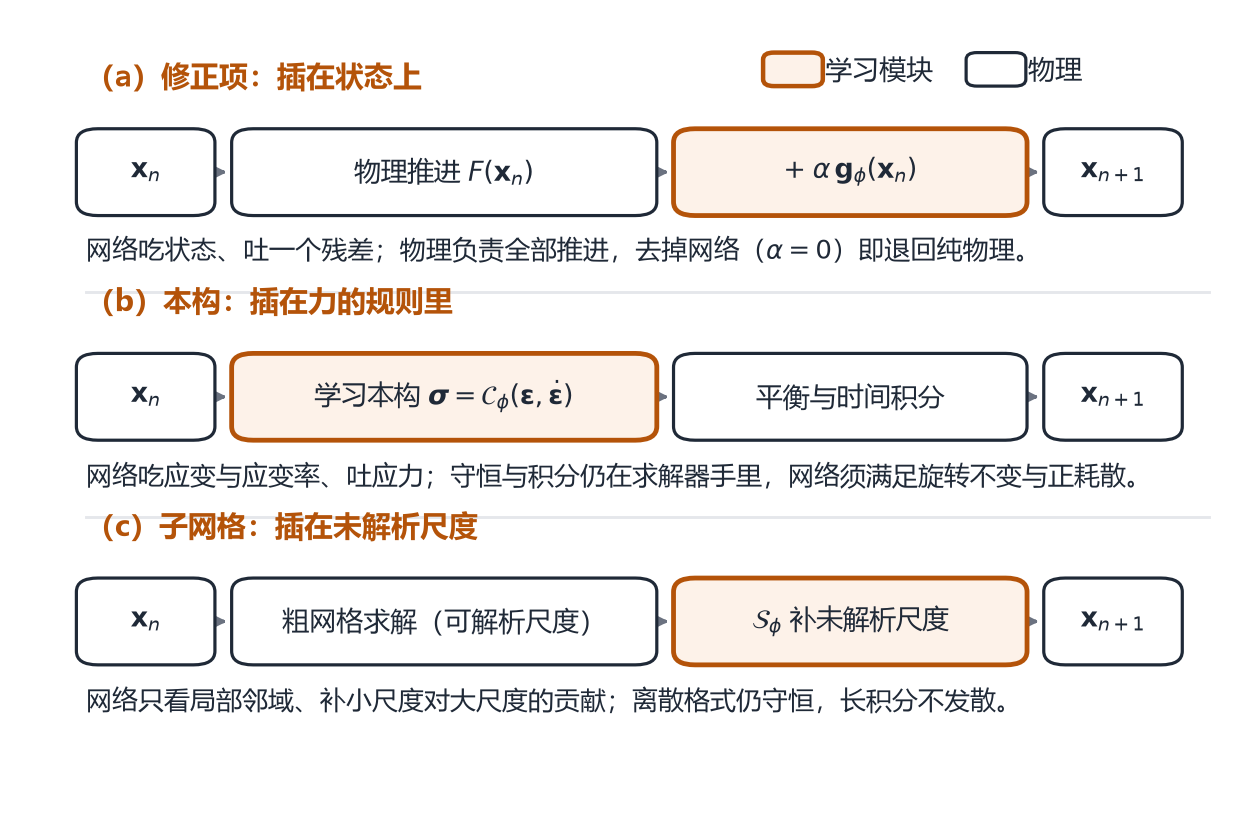 (a) 修正项：插在状态上
学习模块
物理
xₙ
物理推进 F(xₙ)
+ α g_ϕ(xₙ)
xₙ₊₁
网络吃状态、吐一个残差；物理负责全部推进，去掉网络（α = 0）即退回纯物理。
(b) 本构：插在力的规则里
xₙ
学习本构 σ = 𝒞_ϕ(ε, ε̇)
平衡与时间积分
xₙ₊₁
网络吃应变与应变率、吐应力；守恒与积分仍在求解器手里，网络须满足旋转不变与正耗散。
(c) 子网格：插在未解析尺度
xₙ
粗网格求解（可解析尺度）
𝒮_ϕ 补未解析尺度
xₙ₊₁
网络只看局部邻域、补小尺度对大尺度的贡献；离散格式仍守恒，长积分不发散。